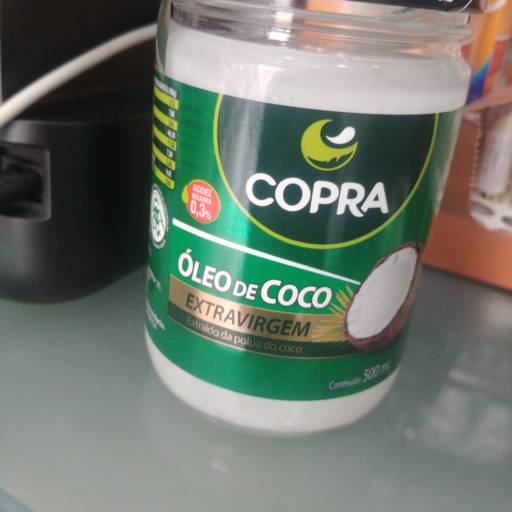 COPRA
ACIDEZ
MÁXIMA
0,3%
ÓLEO DE COCO
EXTRAVIRGEM
Extraído da polpa do coco
Conteúdo: 500 mL